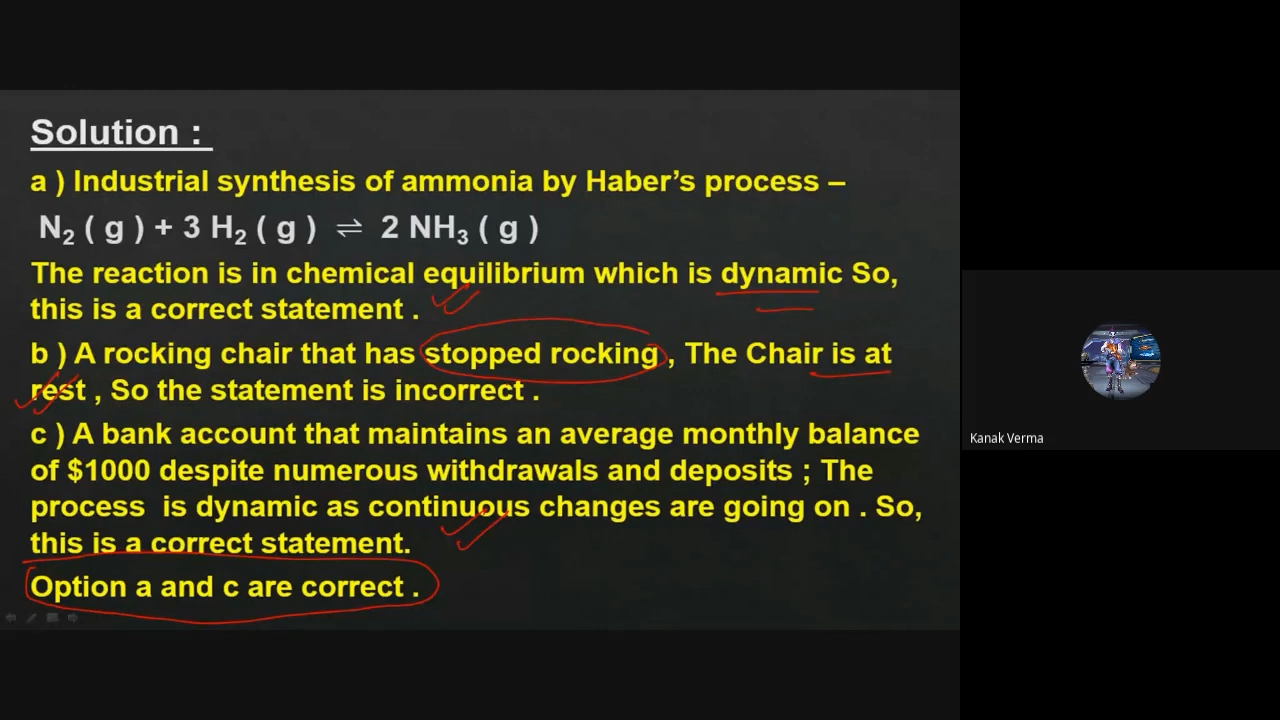 Solution :
a ) Industrial synthesis of ammonia by Haber’s process –
N₂ ( g ) + 3 H₂ ( g ) ⇌ 2 NH₃ ( g )
The reaction is in chemical equilibrium which is dynamic So,
this is a correct statement .
b ) A rocking chair that has stopped rocking , The Chair is at
rest , So the statement is incorrect .
c ) A bank account that maintains an average monthly balance
of $1000 despite numerous withdrawals and deposits ; The
process is dynamic as continuous changes are going on . So,
this is a correct statement.
Option a and c are correct .
Kanak Verma